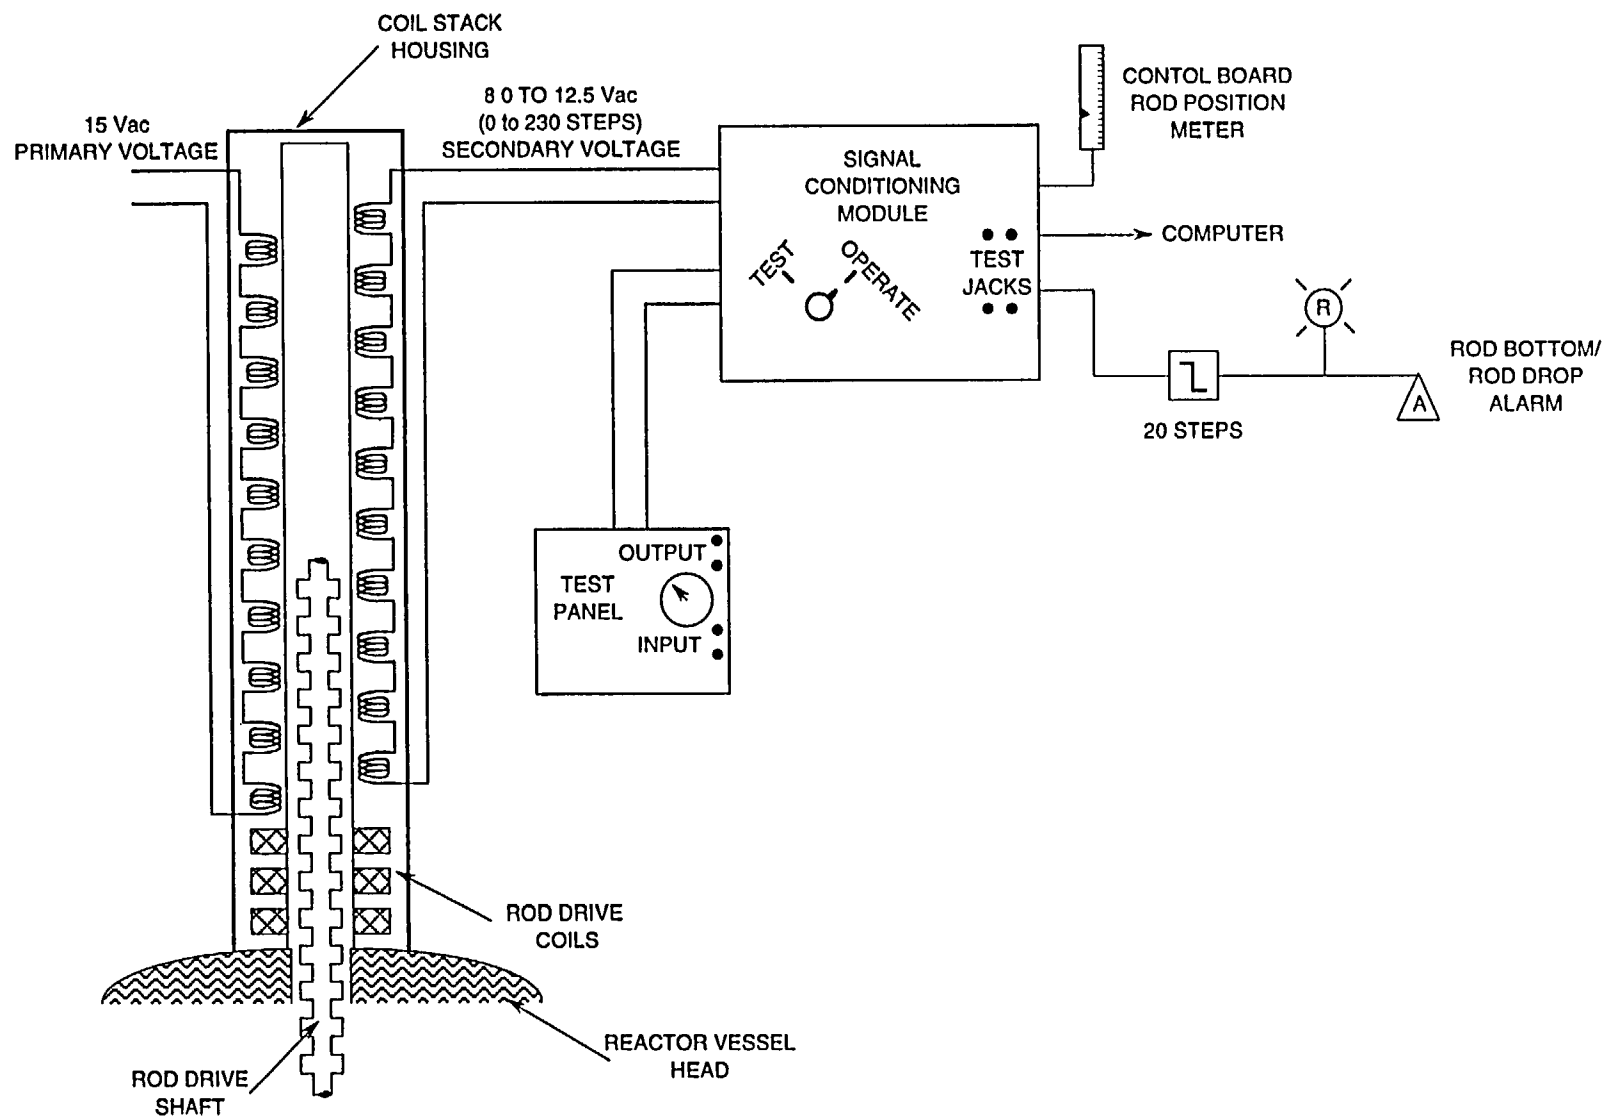 COIL STACK
HOUSING
15 Vac
PRIMARY VOLTAGE
8 0 TO 12.5 Vac
(0 to 230 STEPS)
SECONDARY VOLTAGE
SIGNAL
CONDITIONING
MODULE
TEST
OPERATE
TEST
JACKS
CONTOL BOARD
ROD POSITION
METER
COMPUTER
R
ROD BOTTOM/
ROD DROP
ALARM
A
20 STEPS
OUTPUT
TEST
PANEL
INPUT
ROD DRIVE
COILS
REACTOR VESSEL
HEAD
ROD DRIVE
SHAFT